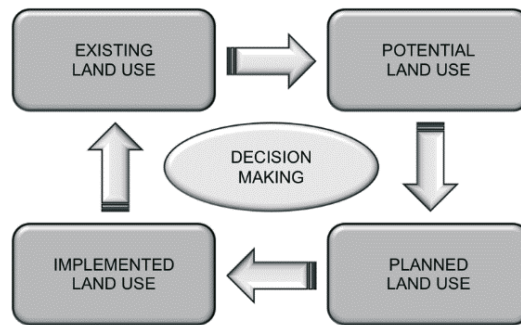 EXISTING
LAND USE
POTENTIAL
LAND USE
DECISION
MAKING
IMPLEMENTED
LAND USE
PLANNED
LAND USE